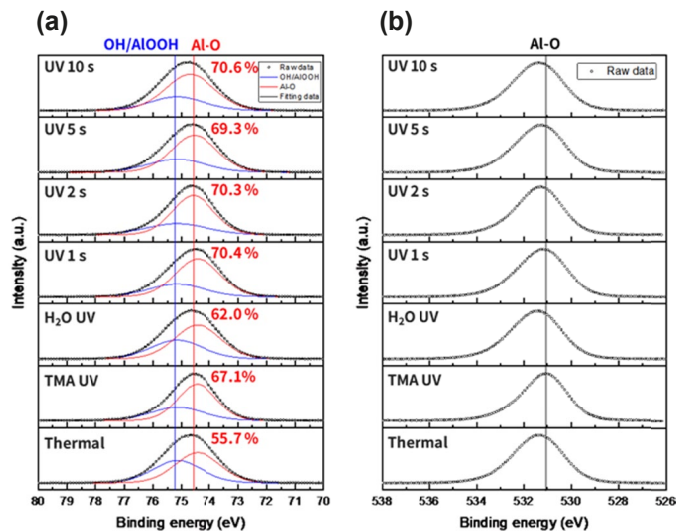 (a)
OH/AlOOH Al-O
UV 10 s
70.6 %
Raw data
OH/AlOOH
Al-O
Fitting data
UV 5 s
69.3 %
UV 2 s
70.3 %
UV 1 s
70.4 %
H₂O UV
62.0 %
TMA UV
67.1%
Thermal
55.7 %
Intensity (a.u.)
80 79 78 77 76 75 74 73 72 71 70
Binding energy (eV)
(b)
Al-O
UV 10 s
Raw data
UV 5 s
UV 2 s
UV 1 s
H₂O UV
TMA UV
Thermal
Intensity (a.u.)
538 536 534 532 530 528 526
Binding energy (eV)